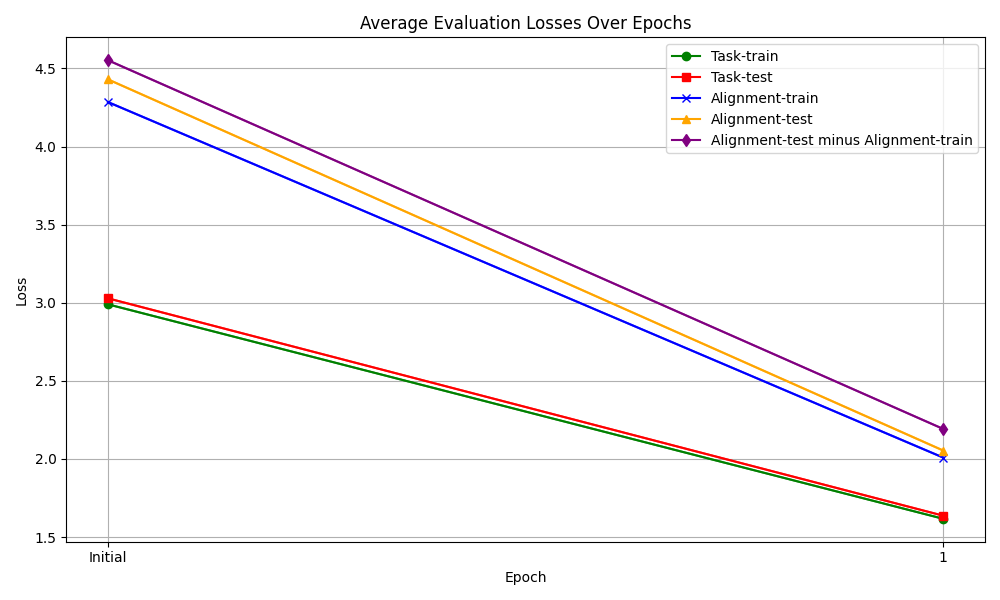 Average Evaluation Losses Over Epochs
Task-train
Task-test
Alignment-train
Alignment-test
Alignment-test minus Alignment-train
Loss
4.5
4.0
3.5
3.0
2.5
2.0
1.5
Initial
1
Epoch